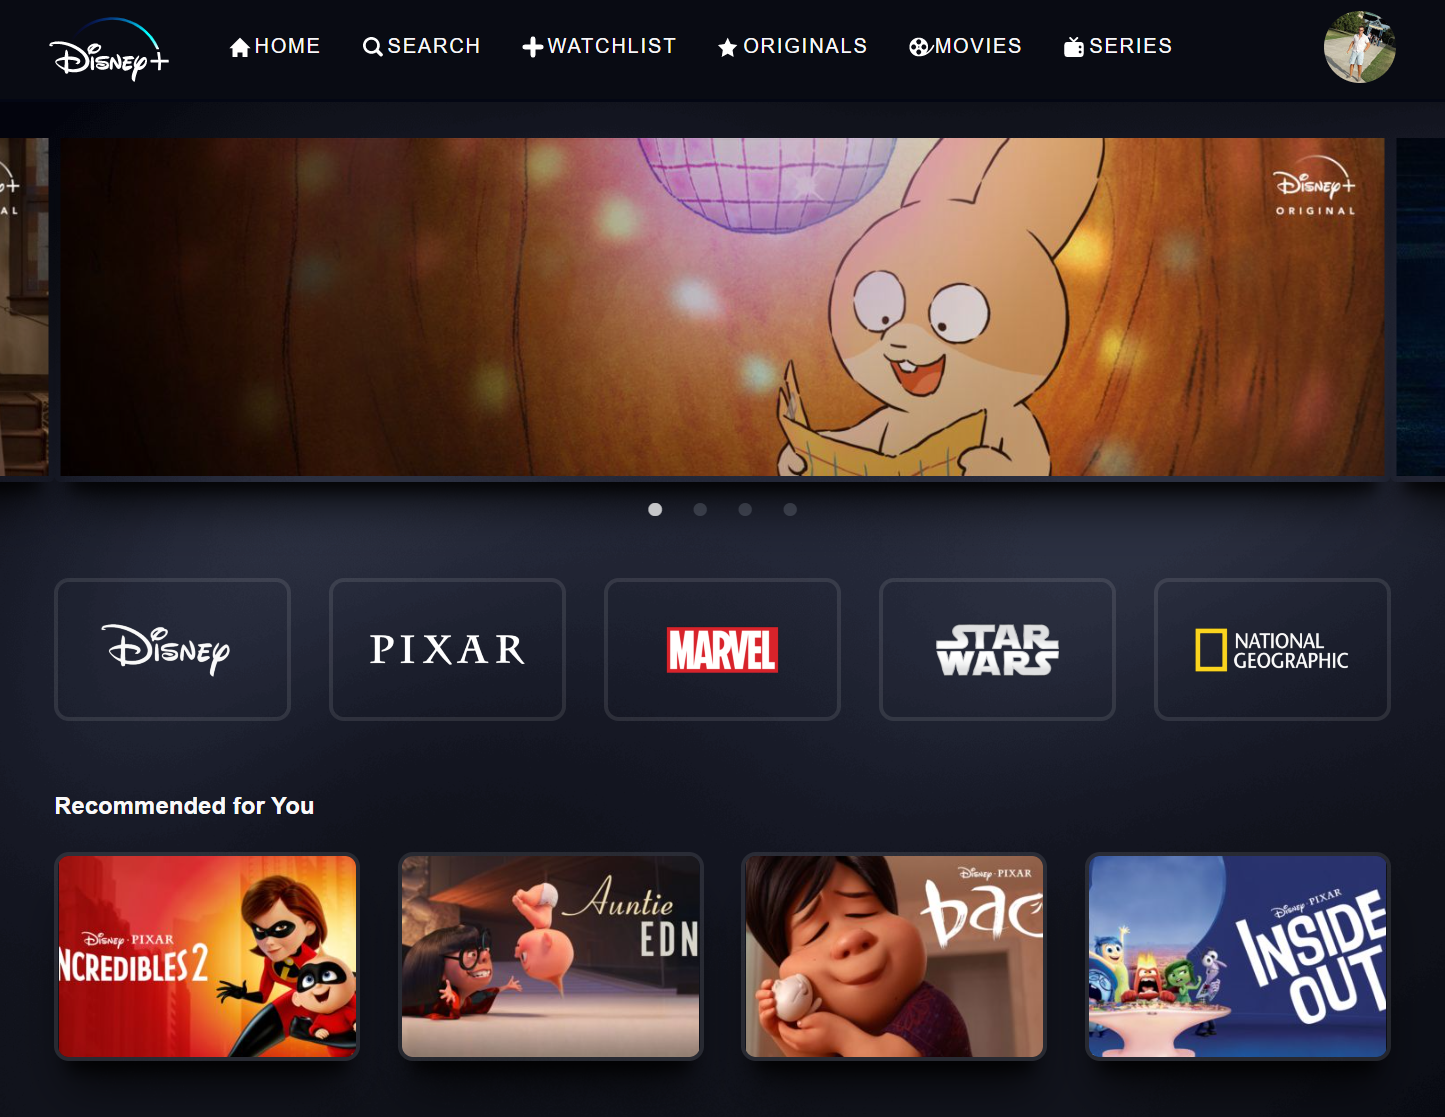 Disney+
HOME
SEARCH
WATCHLIST
ORIGINALS
MOVIES
SERIES
AL
Disney+
ORIGINAL
Disney
PIXAR
MARVEL
STAR
WARS
NATIONAL
GEOGRAPHIC
Recommended for You
Disney · PIXAR
NCREDIBLES 2
Auntie
EDN
Disney · PIXAR
bao
Disney · PIXAR
INSIDE
OUT